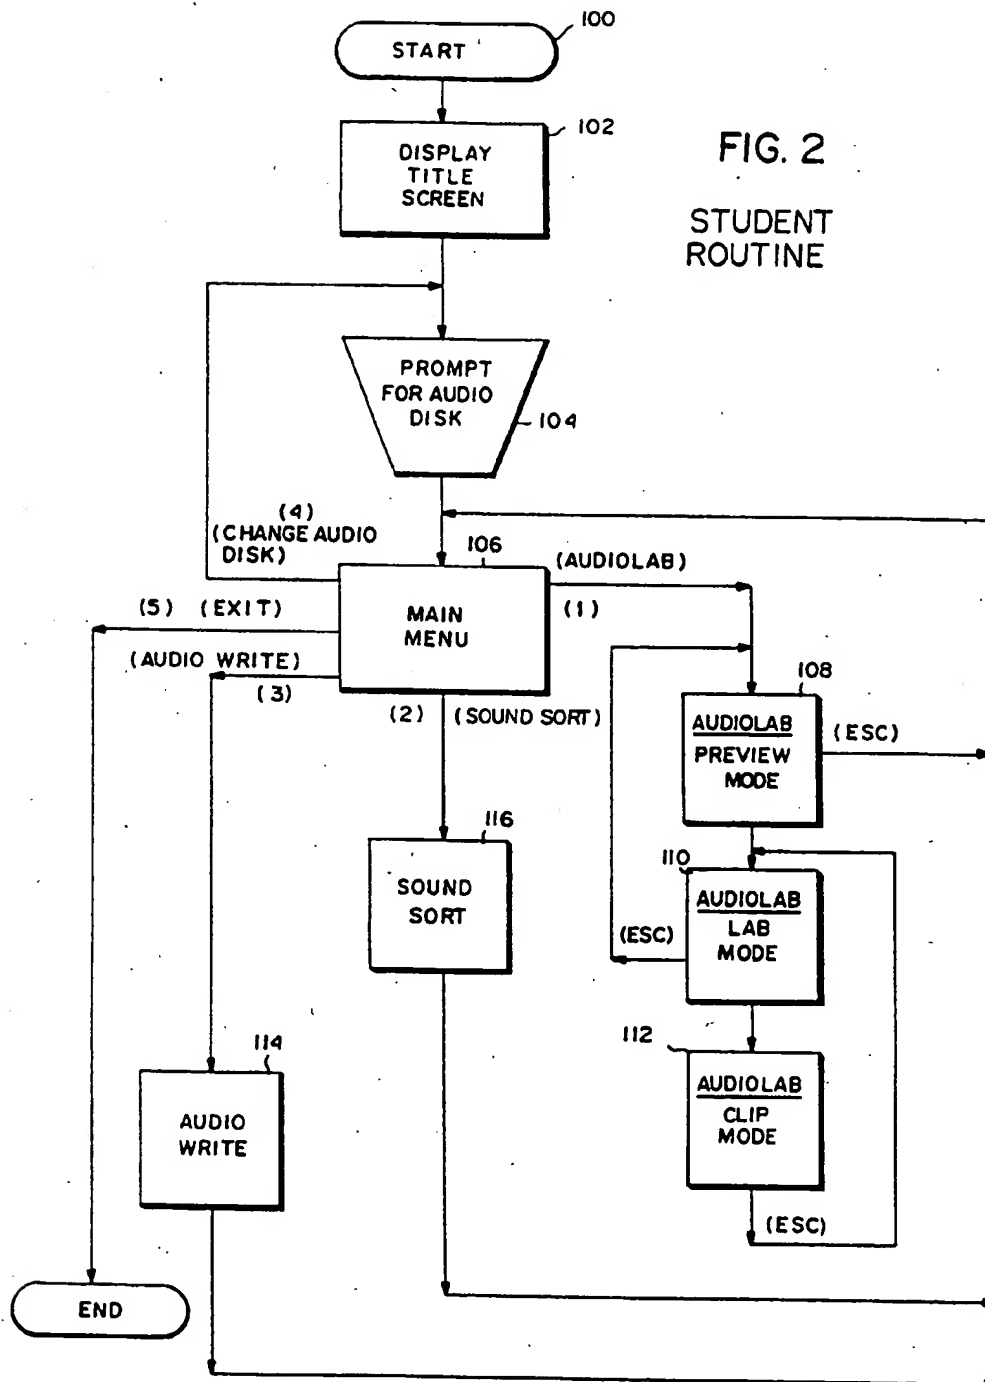 START
100
DISPLAY
TITLE
SCREEN
102
FIG. 2
STUDENT
ROUTINE
PROMPT
FOR AUDIO
DISK
104
(4)
(CHANGE AUDIO
DISK)
106
(AUDIOLAB)
(1)
MAIN
MENU
(5) (EXIT)
(AUDIO WRITE)
(3)
(2) (SOUND SORT)
108
AUDIOLAB
PREVIEW
MODE
(ESC)
116
SOUND
SORT
110
AUDIOLAB
LAB
MODE
(ESC)
112
AUDIOLAB
CLIP
MODE
(ESC)
114
AUDIO
WRITE
END